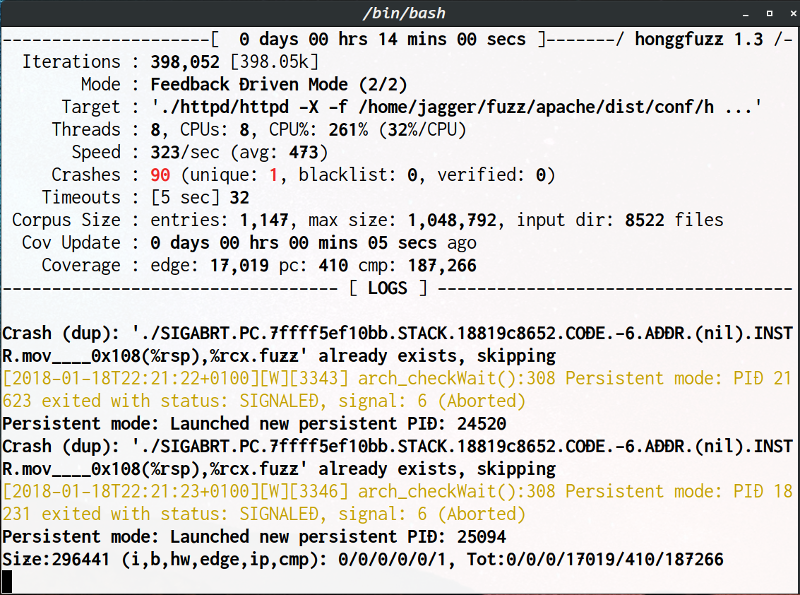 /bin/bash
---------------------[  0 days 00 hrs 14 mins 00 secs ]-------/ honggfuzz 1.3 /-
  Iterations : 398,052 [398.05k]
        Mode : Feedback Driven Mode (2/2)
      Target : './httpd/httpd -X -f /home/jagger/fuzz/apache/dist/conf/h ...'
     Threads : 8, CPUs: 8, CPU%: 261% (32%/CPU)
       Speed : 323/sec (avg: 473)
     Crashes : 90 (unique: 1, blacklist: 0, verified: 0)
    Timeouts : [5 sec] 32
 Corpus Size : entries: 1,147, max size: 1,048,792, input dir: 8522 files
  Cov Update : 0 days 00 hrs 00 mins 05 secs ago
    Coverage : edge: 17,019 pc: 410 cmp: 187,266
---------------------------------- [ LOGS ] ------------------------------------
Crash (dup): './SIGABRT.PC.7ffff5ef10bb.STACK.18819c8652.CODE.-6.ADDR.(nil).INST
R.mov____0x108(%rsp),%rcx.fuzz' already exists, skipping
[2018-01-18T22:21:22+0100][W][3343] arch_checkWait():308 Persistent mode: PID 21
623 exited with status: SIGNALED, signal: 6 (Aborted)
Persistent mode: Launched new persistent PID: 24520
Crash (dup): './SIGABRT.PC.7ffff5ef10bb.STACK.18819c8652.CODE.-6.ADDR.(nil).INST
R.mov____0x108(%rsp),%rcx.fuzz' already exists, skipping
[2018-01-18T22:21:23+0100][W][3346] arch_checkWait():308 Persistent mode: PID 18
231 exited with status: SIGNALED, signal: 6 (Aborted)
Persistent mode: Launched new persistent PID: 25094
Size:296441 (i,b,hw,edge,ip,cmp): 0/0/0/0/0/1, Tot:0/0/0/17019/410/187266